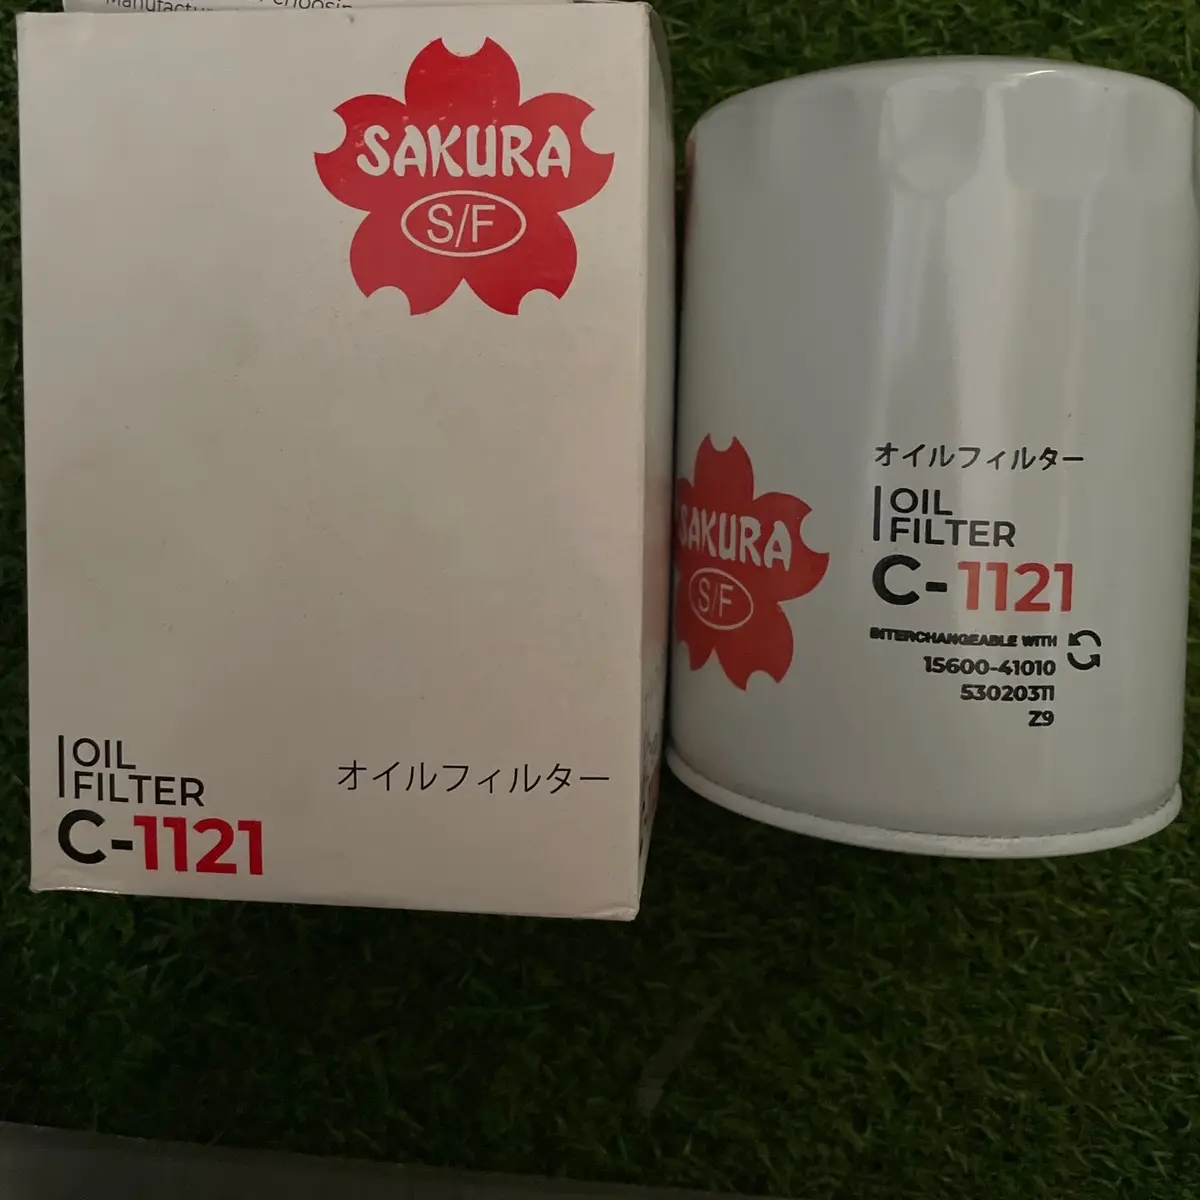 SAKURA
S/F
OIL
FILTER
C-1121
オイルフィルター
SAKURA
S/F
オイルフィルター
OIL
FILTER
C-1121
INTERCHANGEABLE WITH
15600-41010
53020311
Z9